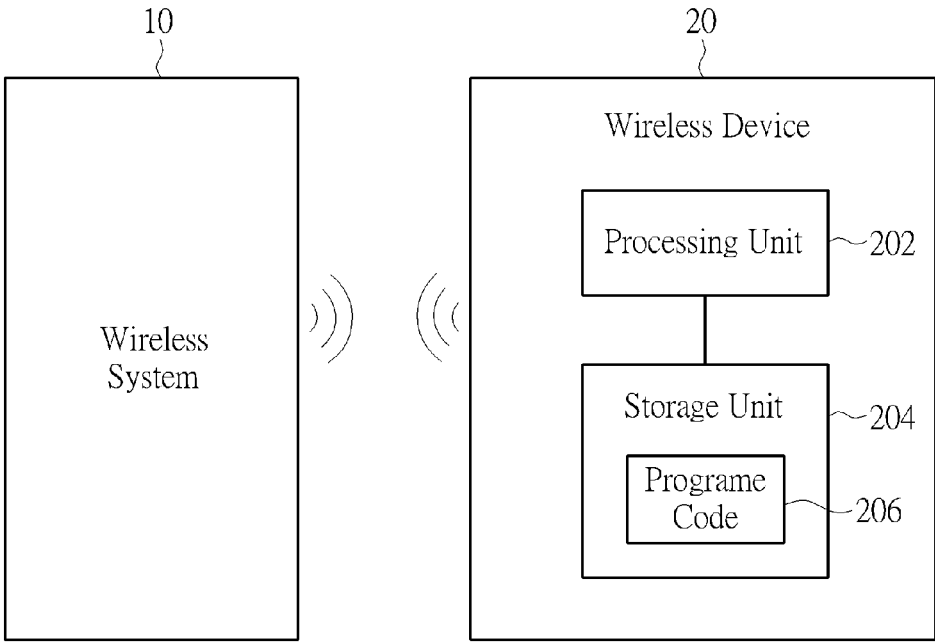 10
20
Wireless Device
Processing Unit
202
Wireless
System
Storage Unit
204
Programe
Code
206